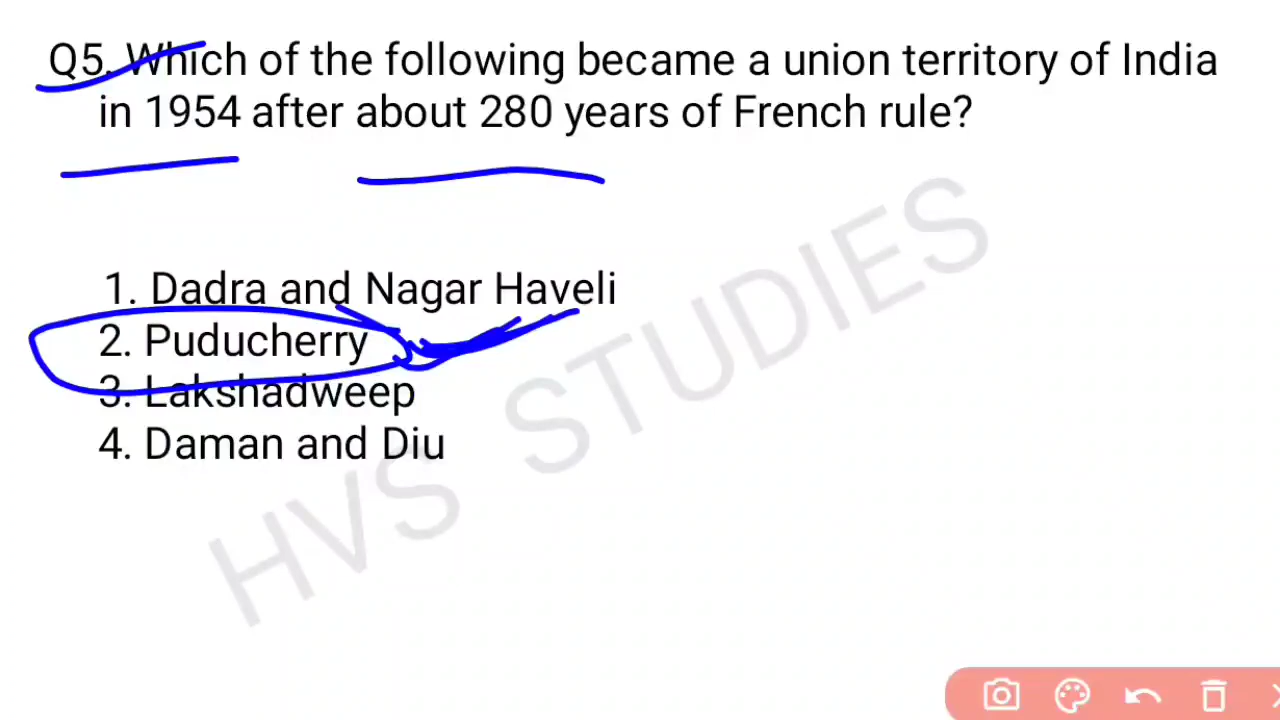 Q5. Which of the following became a union territory of India
in 1954 after about 280 years of French rule?
1. Dadra and Nagar Haveli
2. Puducherry
3. Lakshadweep
4. Daman and Diu
HVS STUDIES